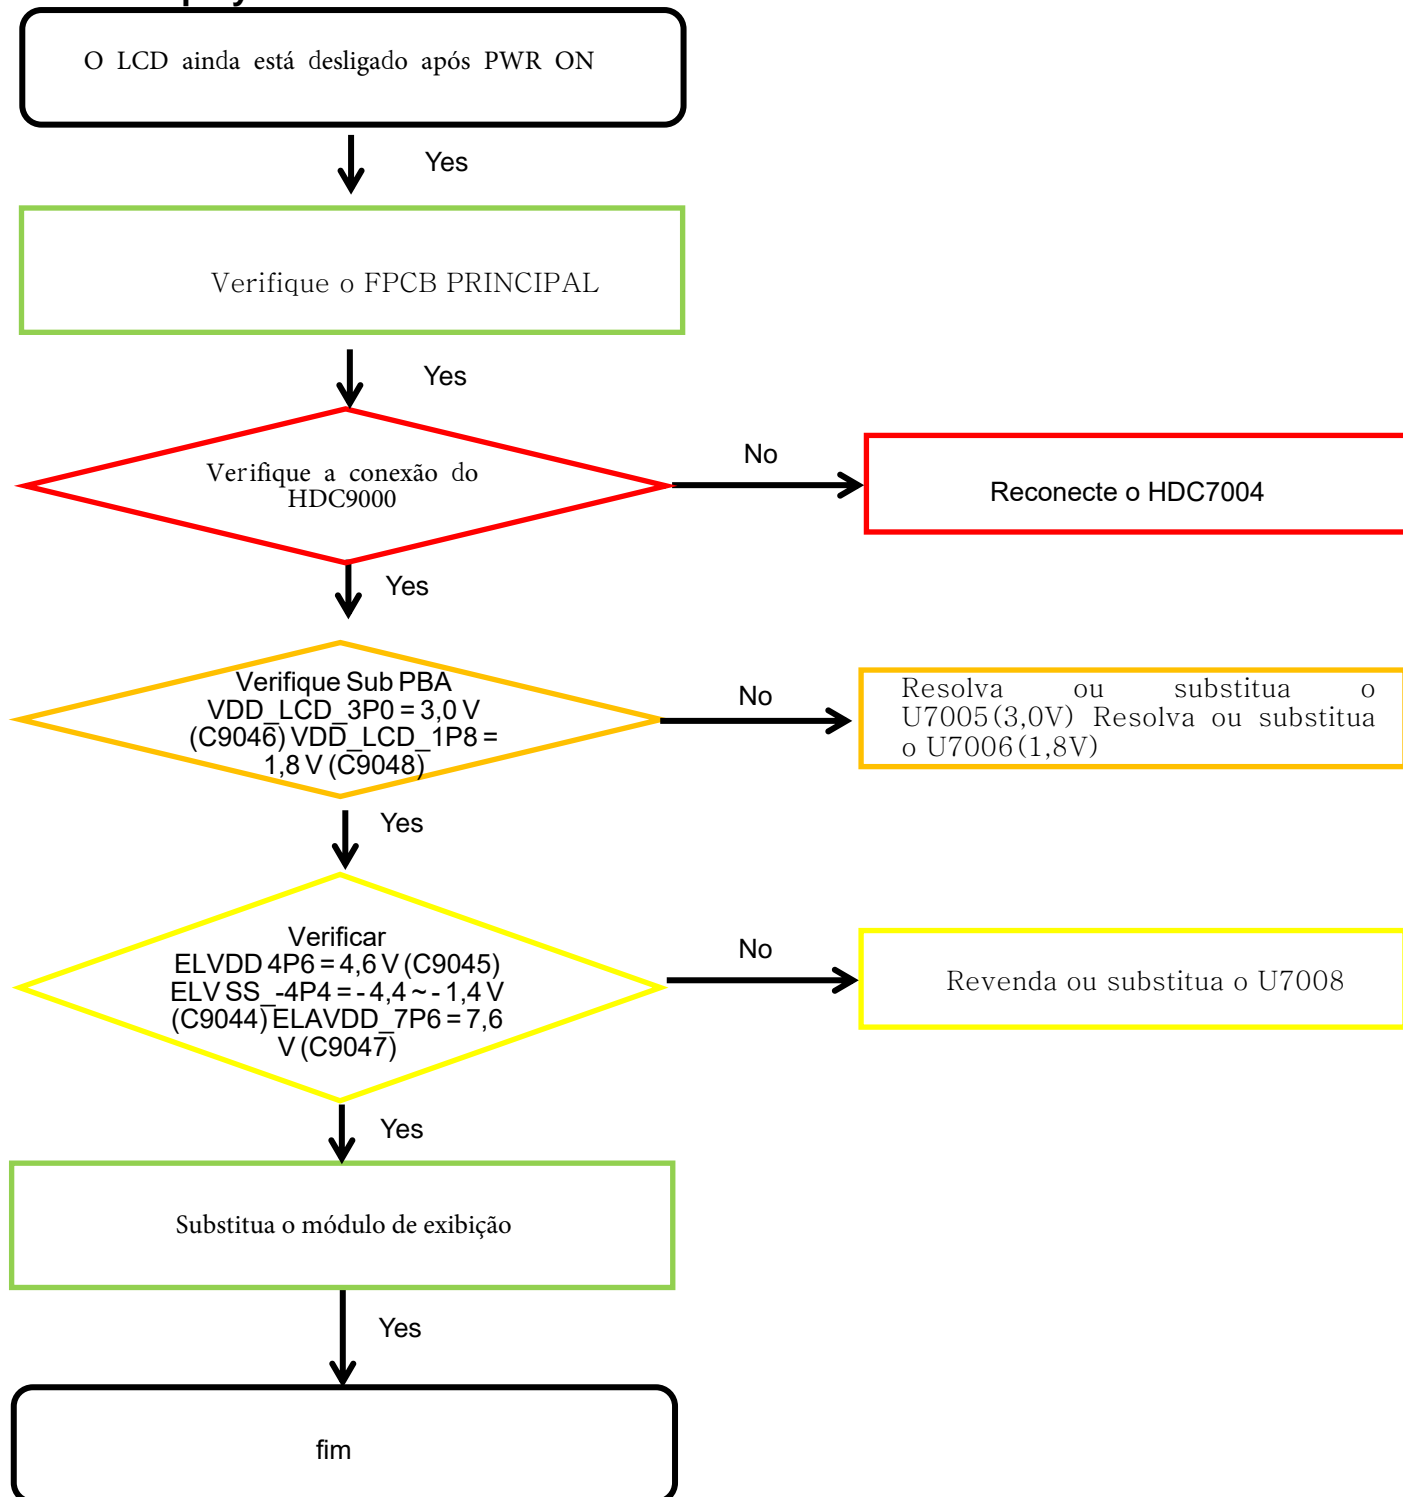 O LCD ainda está desligado após PWR ON
Yes
Verifique o FPCB PRINCIPAL
Yes
Verifique a conexão do
HDC9000
No
Reconecte o HDC7004
Yes
Verifique Sub PBA
VDD_LCD_3P0 = 3,0 V
(C9046) VDD_LCD_1P8 =
1,8 V (C9048)
No
Resolva ou substitua o
U7005(3,0V) Resolva ou substitua
o U7006(1,8V)
Yes
Verificar
ELVDD 4P6 = 4,6 V (C9045)
ELV SS_-4P4 = - 4,4 ~ - 1,4 V
(C9044) ELAVDD_7P6 = 7,6
V (C9047)
No
Revenda ou substitua o U7008
Yes
Substitua o módulo de exibição
Yes
fim